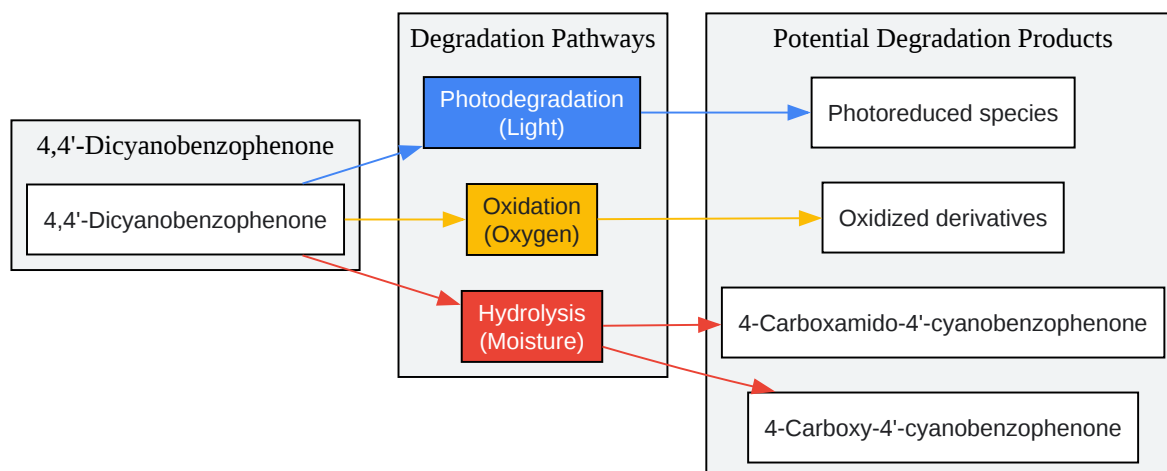 4,4'-Dicyanobenzophenone
4,4'-Dicyanobenzophenone
Degradation Pathways
Photodegradation
(Light)
Oxidation
(Oxygen)
Hydrolysis
(Moisture)
Potential Degradation Products
Photoreduced species
Oxidized derivatives
4-Carboxamido-4'-cyanobenzophenone
4-Carboxy-4'-cyanobenzophenone